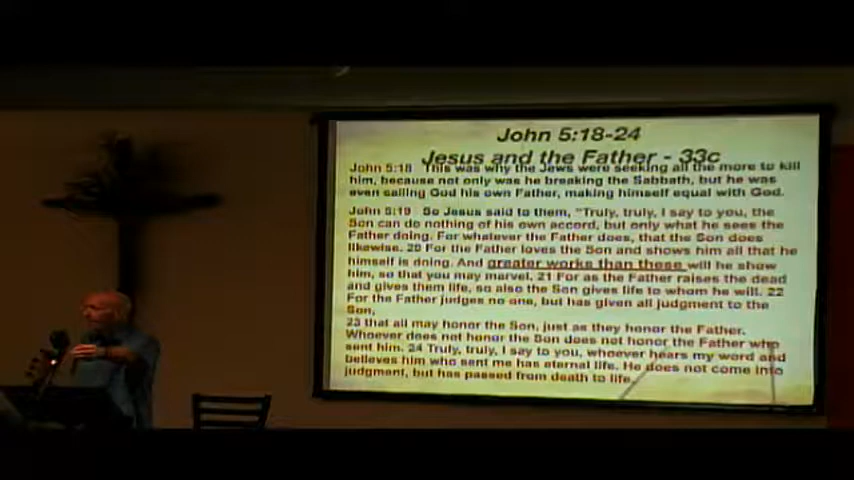 John 5:18-24
Jesus and the Father - 33c
John 5:18 This was why the Jews were seeking all the more to kill
him, because not only was he breaking the Sabbath, but he was
even calling God his own Father, making himself equal with God.
John 5:19 So Jesus said to them, "Truly, truly, I say to you, the
Son can do nothing of his own accord, but only what he sees the
Father doing. For whatever the Father does, that the Son does
likewise. 20 For the Father loves the Son and shows him all that he
himself is doing. And greater works than these will he show
him, so that you may marvel. 21 For as the Father raises the dead
and gives them life, so also the Son gives life to whom he will. 22
For the Father judges no one, but has given all judgment to the
Son,
23 that all may honor the Son, just as they honor the Father.
Whoever does not honor the Son does not honor the Father who
sent him. 24 Truly, truly, I say to you, whoever hears my word and
believes him who sent me has eternal life. He does not come into
judgment, but has passed from death to life.